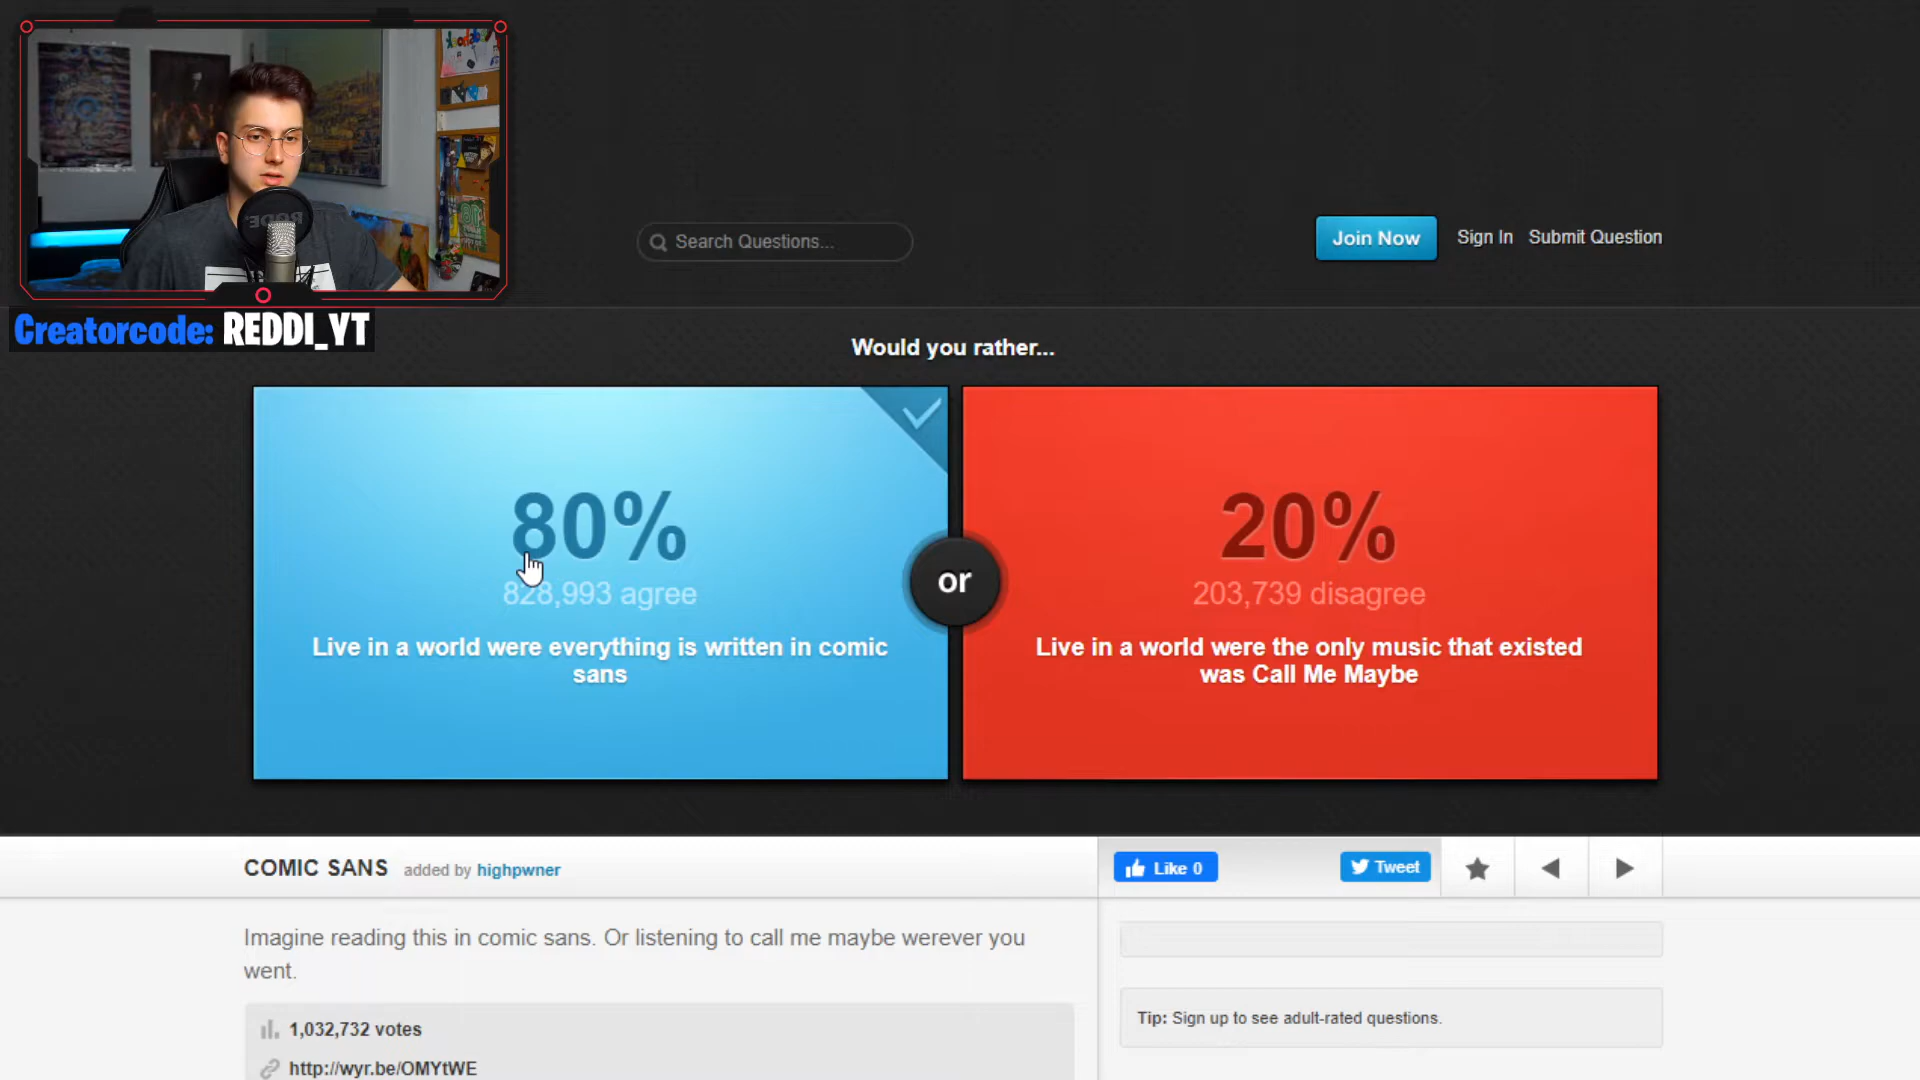 Search Questions...
Join Now
Sign In
Submit Question
Creatorcode: REDDI_YT
Would you rather...
80%
828,993 agree
Live in a world were everything is written in comic
sans
or
20%
203,739 disagree
Live in a world were the only music that existed
was Call Me Maybe
COMIC SANS added by highpwner
Like 0
Tweet
Imagine reading this in comic sans. Or listening to call me maybe werever you
went.
1,032,732 votes
http://wyr.be/OMYtWE
Tip: Sign up to see adult-rated questions.